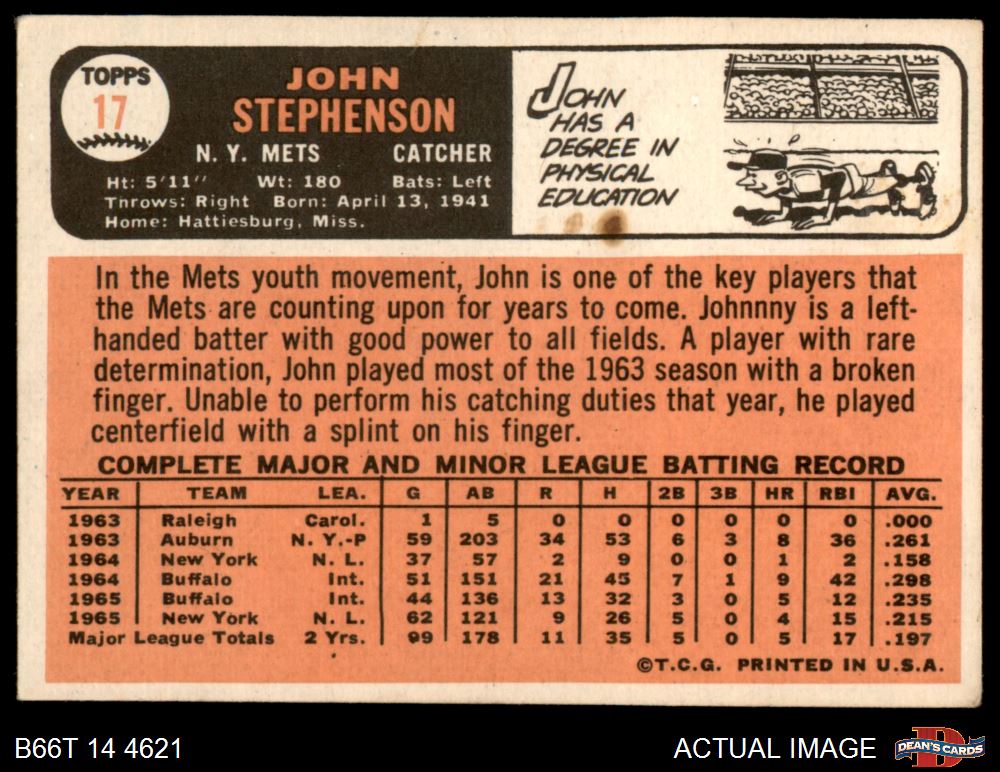 TOPPS
17
JOHN
STEPHENSON
N. Y. METS CATCHER
Ht: 5'11" Wt: 180 Bats: Left
Throws: Right Born: April 13, 1941
Home: Hattiesburg, Miss.
JOHN
HAS A
DEGREE IN
PHYSICAL
EDUCATION
In the Mets youth movement, John is one of the key players that
the Mets are counting upon for years to come. Johnnny is a left-
handed batter with good power to all fields. A player with rare
determination, John played most of the 1963 season with a broken
finger. Unable to perform his catching duties that year, he played
centerfield with a splint on his finger.
COMPLETE MAJOR AND MINOR LEAGUE BATTING RECORD
YEAR TEAM LEA. G AB R H 2B 3B HR RBI AVG.
1963 Raleigh Carol. 1 5 0 0 0 0 0 0 .000
1963 Auburn N. Y.-P 59 203 34 53 6 3 8 36 .261
1964 New York N. L. 37 57 2 9 0 0 1 2 .158
1964 Buffalo Int. 51 151 21 45 7 1 9 42 .298
1965 Buffalo Int. 44 136 13 32 3 0 5 12 .235
1965 New York N. L. 62 121 9 26 5 0 4 15 .215
Major League Totals 2 Yrs. 99 178 11 35 5 0 5 17 .197
©T.C.G. PRINTED IN U.S.A.
B66T 14 4621
ACTUAL IMAGE
DEAN'S CARDS